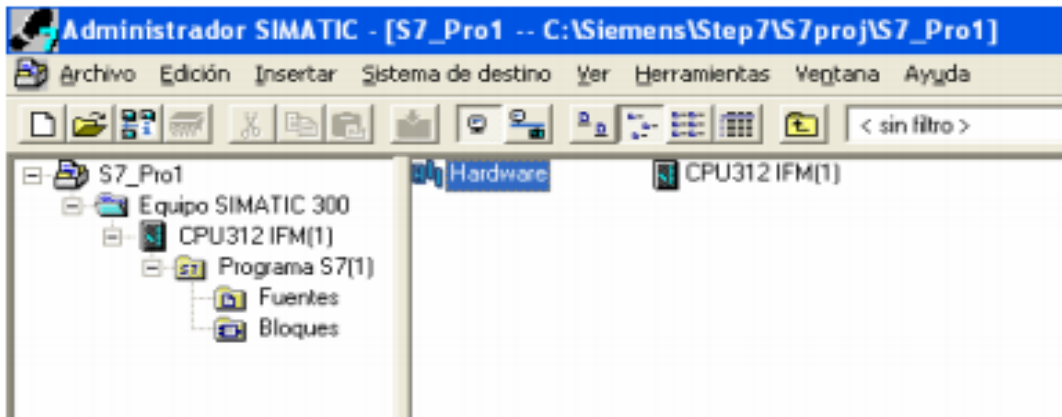 Administrador SIMATIC - [S7_Pro1 -- C:\Siemens\Step7\S7proj\S7_Pro1]
Archivo Edición Insertar Sistema de destino Ver Herramientas Ventana Ayuda
< sin filtro >
S7_Pro1
Equipo SIMATIC 300
CPU312 IFM(1)
Programa S7(1)
Fuentes
Bloques
Hardware
CPU312 IFM(1)